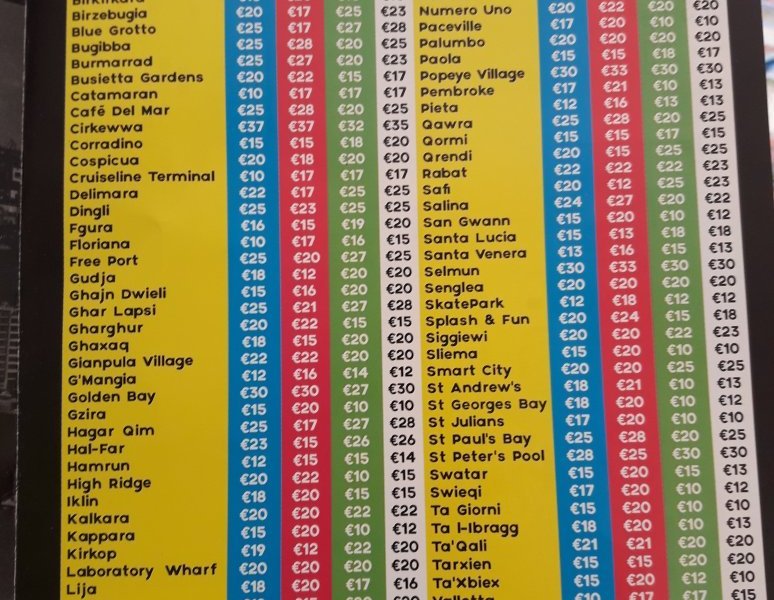 Birzebugia €20 €17 €25 €23
Blue Grotto €25 €17 €27 €28
Bugibba €25 €28 €20 €25
Burmarrad €25 €27 €20 €23
Busietta Gardens €20 €22 €15 €17
Catamaran €10 €17 €17 €17
Café Del Mar €25 €28 €20 €25
Cirkewwa €37 €37 €32 €35
Corradino €15 €15 €18 €20
Cospicua €20 €18 €20 €20
Cruiseline Terminal €10 €17 €17 €17
Delimara €22 €17 €25 €25
Dingli €25 €23 €25 €25
Fgura €16 €15 €19 €20
Floriana €10 €17 €16 €15
Free Port €25 €20 €27 €25
Gudja €18 €12 €20 €20
Ghajn Dwieli €15 €16 €20 €20
Ghar Lapsi €25 €21 €27 €28
Gharghur €20 €22 €15 €15
Ghaxaq €18 €15 €20 €20
Gianpula Village €22 €22 €20 €20
G'Mangia €12 €16 €14 €12
Golden Bay €30 €30 €27 €30
Gzira €15 €20 €10 €10
Hagar Qim €25 €17 €27 €28
Hal-Far €23 €15 €26 €26
Hamrun €12 €15 €15 €14
High Ridge €20 €22 €10 €15
Iklin €18 €20 €15 €15
Kalkara €20 €20 €22 €22
Kappara €15 €20 €10 €12
Kirkop €19 €12 €22 €20
Laboratory Wharf €20 €20 €20 €20
Lija €18 €20 €17 €16
Numero Uno €20 €22 €20 €20
Paceville €17 €20 €10 €10
Palumbo €20 €20 €20 €20
Paola €15 €15 €18 €17
Popeye Village €30 €33 €30 €30
Pembroke €17 €21 €10 €13
Pieta €12 €16 €13 €13
Qawra €25 €28 €20 €25
Qormi €15 €15 €17 €15
Qrendi €20 €15 €25 €25
Rabat €22 €22 €22 €23
Safi €20 €12 €25 €23
Salina €24 €27 €20 €22
San Gwann €15 €20 €10 €12
Santa Lucia €15 €13 €18 €18
Santa Venera €13 €16 €15 €13
Selmun €30 €33 €30 €30
Senglea €20 €20 €20 €20
SkatePark €12 €18 €12 €12
Splash & Fun €20 €24 €15 €18
Siggiewi €20 €20 €22 €23
Sliema €15 €20 €10 €10
Smart City €20 €20 €25 €25
St Andrew's €18 €21 €10 €13
St Georges Bay €18 €20 €10 €12
St Julians €17 €20 €10 €10
St Paul's Bay €25 €28 €20 €25
St Peter's Pool €28 €25 €30 €30
Swatar €15 €20 €15 €13
Swieqi €17 €20 €10 €12
Ta Giorni €15 €20 €10 €10
Ta l-Ibragg €18 €20 €10 €13
Ta'Qali €21 €21 €20 €20
Tarxien €15 €15 €20 €20
Ta'Xbiex €15 €20 €12 €10
Valletta €10 €17 €17 €15